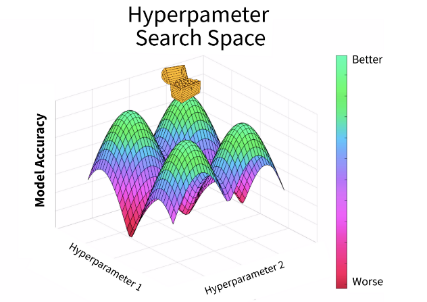 Hyperpameter
Search Space
Better
Model Accuracy
Hyperparameter 1
Hyperparameter 2
Worse